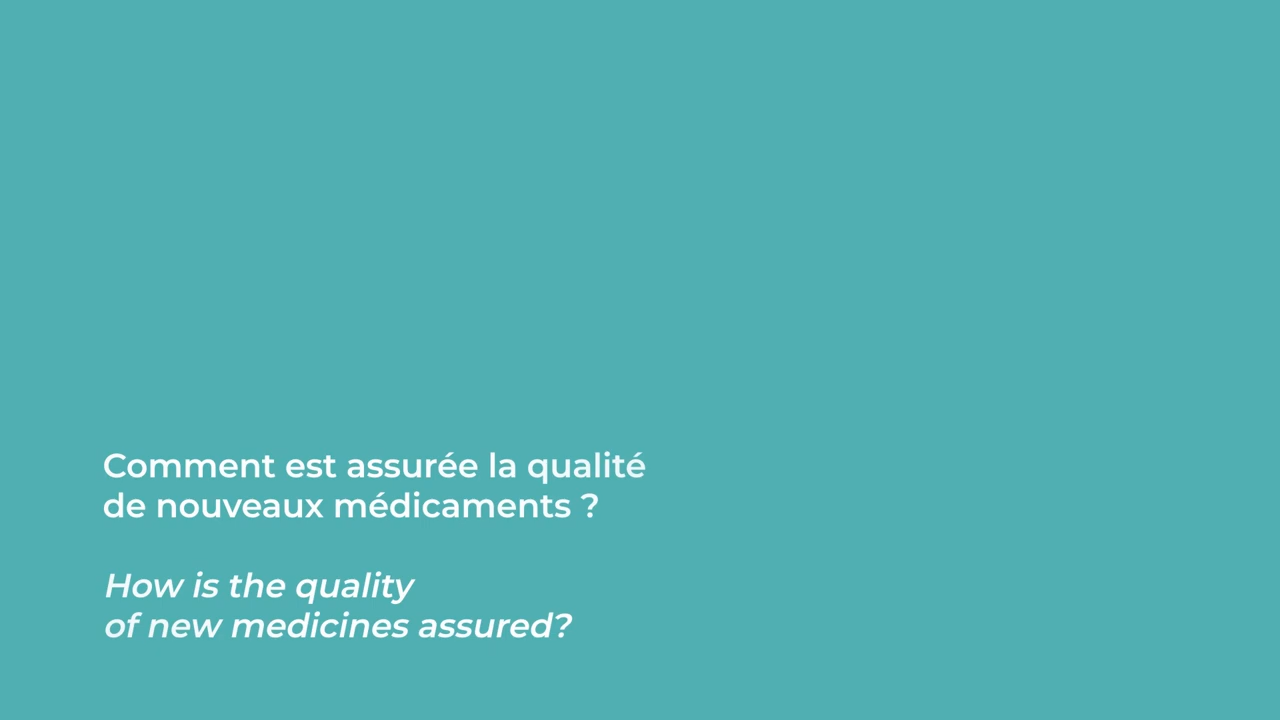 Comment est assurée la qualité
de nouveaux médicaments ?
How is the quality
of new medicines assured?